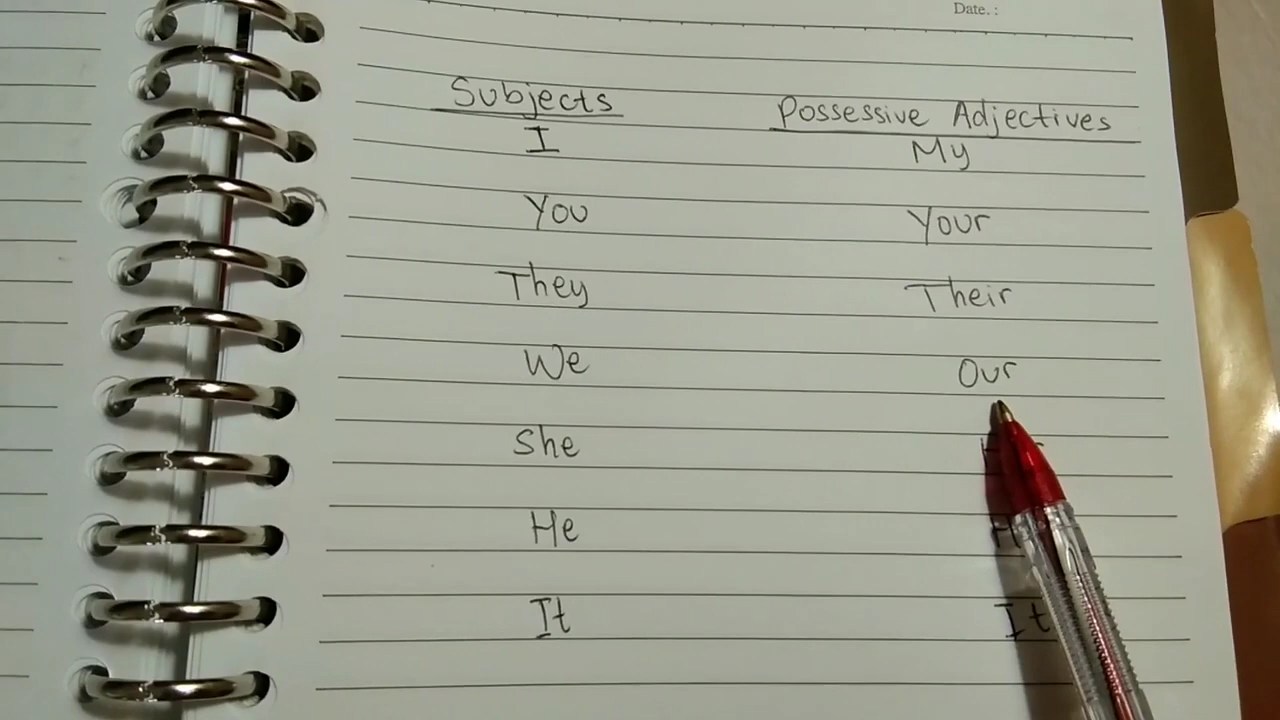 Date. :
Subjects Possessive Adjectives
I My
You Your
They Their
We Our
She
He
It